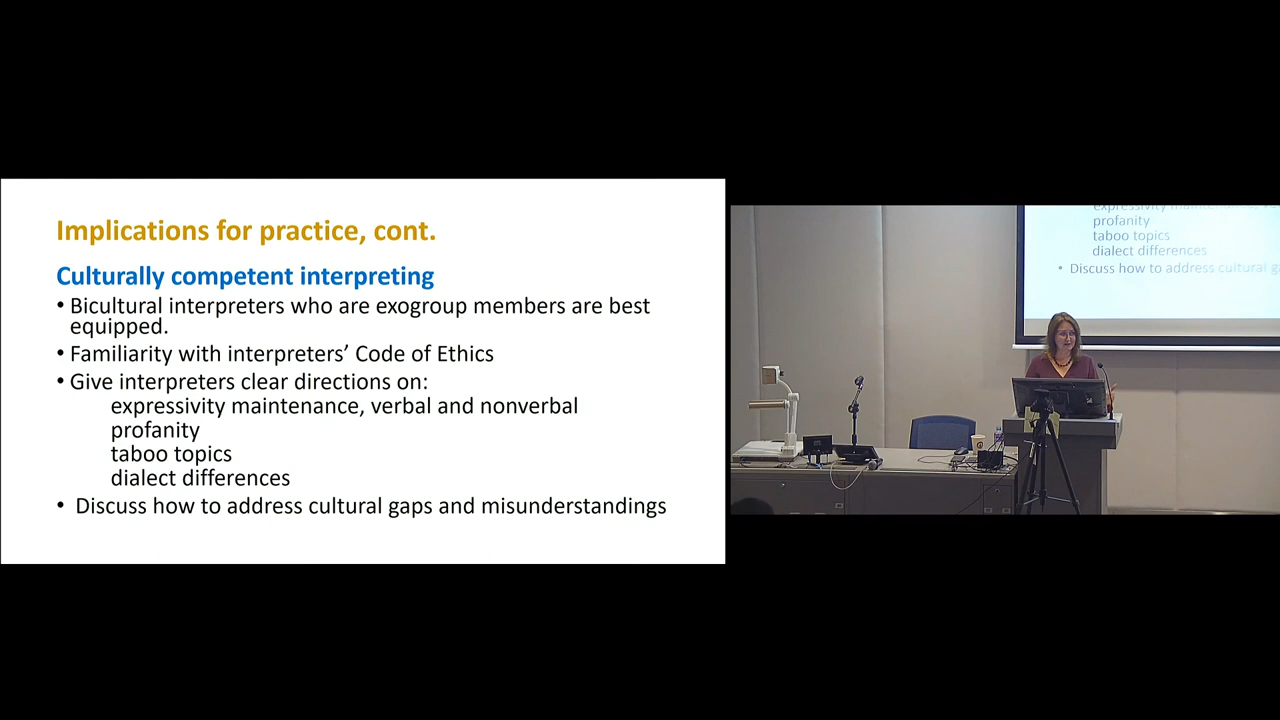 Implications for practice, cont.
Culturally competent interpreting
• Bicultural interpreters who are exogroup members are best
equipped.
• Familiarity with interpreters’ Code of Ethics
• Give interpreters clear directions on:
expressivity maintenance, verbal and nonverbal
profanity
taboo topics
dialect differences
• Discuss how to address cultural gaps and misunderstandings
expressivity maintenance,
profanity
taboo topics
dialect differences
• Discuss how to address cultural